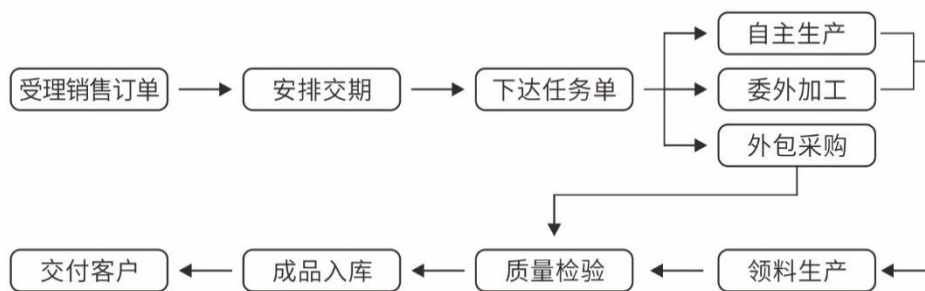 自主生产
受理销售订单
安排交期
下达任务单
委外加工
外包采购
交付客户
成品入库
质量检验
领料生产